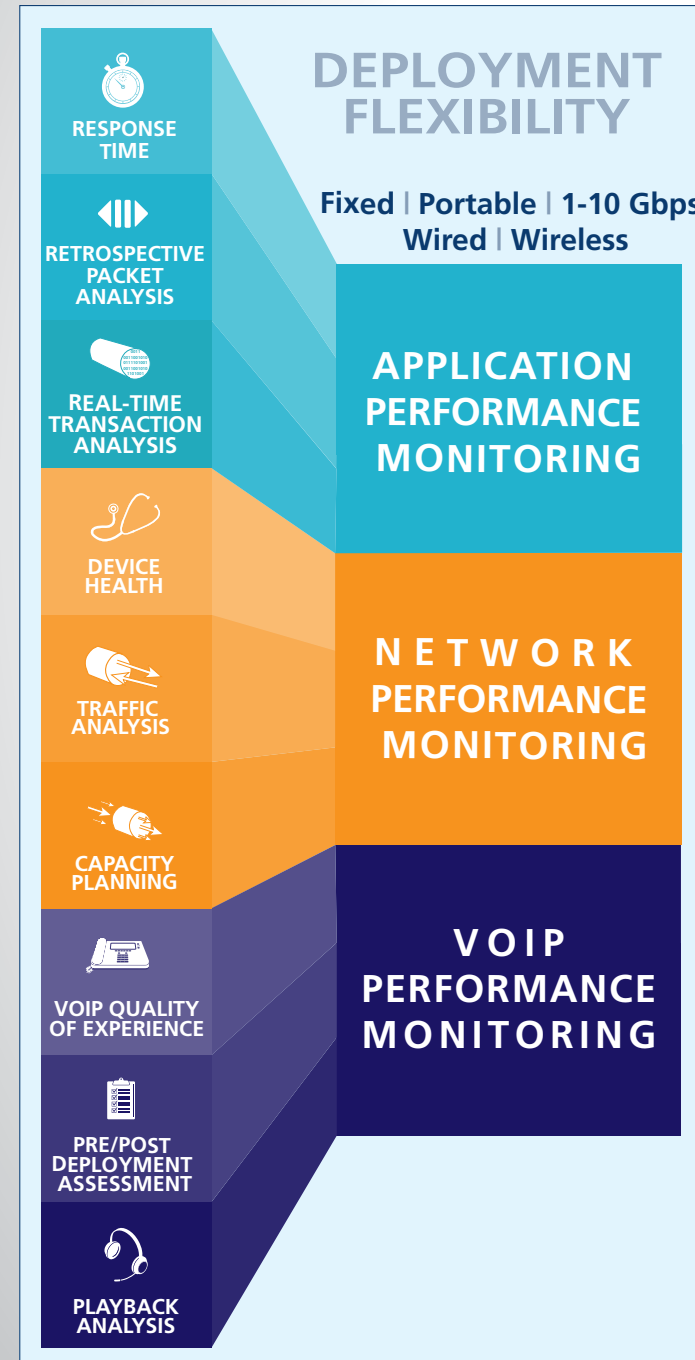 DEPLOYMENT
FLEXIBILITY
Fixed | Portable | 1-10 Gbps
Wired | Wireless
RESPONSE
TIME
RETROSPECTIVE
PACKET
ANALYSIS
REAL-TIME
TRANSACTION
ANALYSIS
APPLICATION
PERFORMANCE
MONITORING
DEVICE
HEALTH
TRAFFIC
ANALYSIS
CAPACITY
PLANNING
NETWORK
PERFORMANCE
MONITORING
VOIP QUALITY
OF EXPERIENCE
PRE/POST
DEPLOYMENT
ASSESSMENT
PLAYBACK
ANALYSIS
VOIP
PERFORMANCE
MONITORING